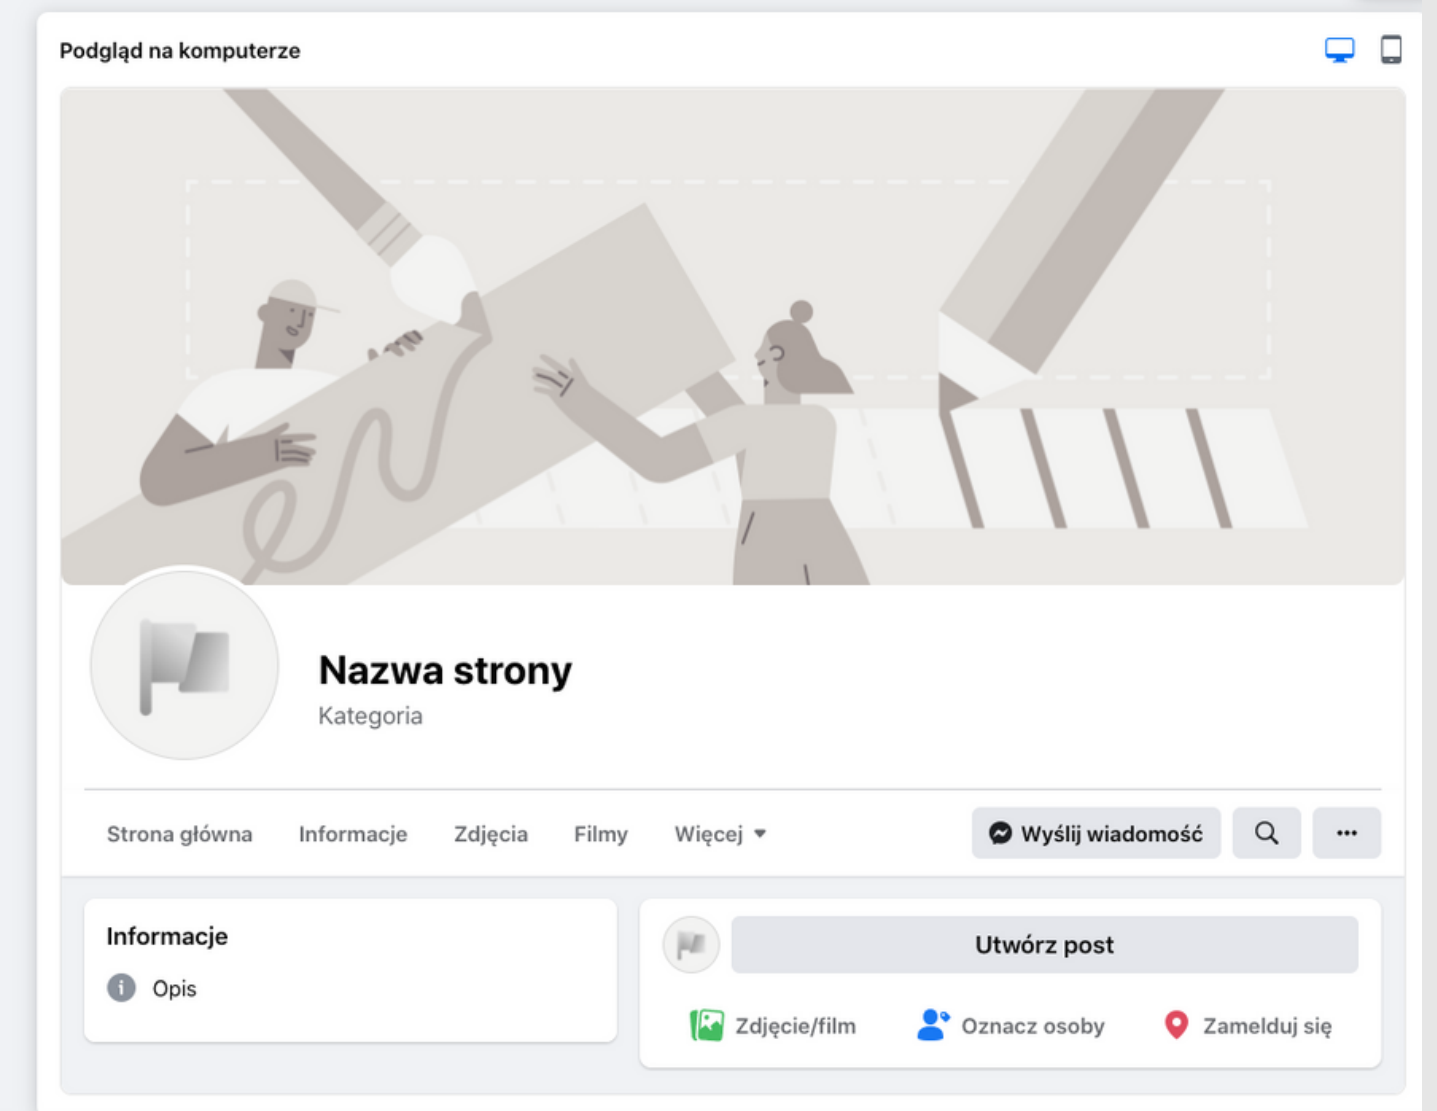 Podgląd na komputerze
Nazwa strony
Kategoria
Strona główna Informacje Zdjęcia Filmy Więcej Wyślij wiadomość
Informacje
Opis
Utwórz post
Zdjęcie/film Oznacz osoby Zamelduj się